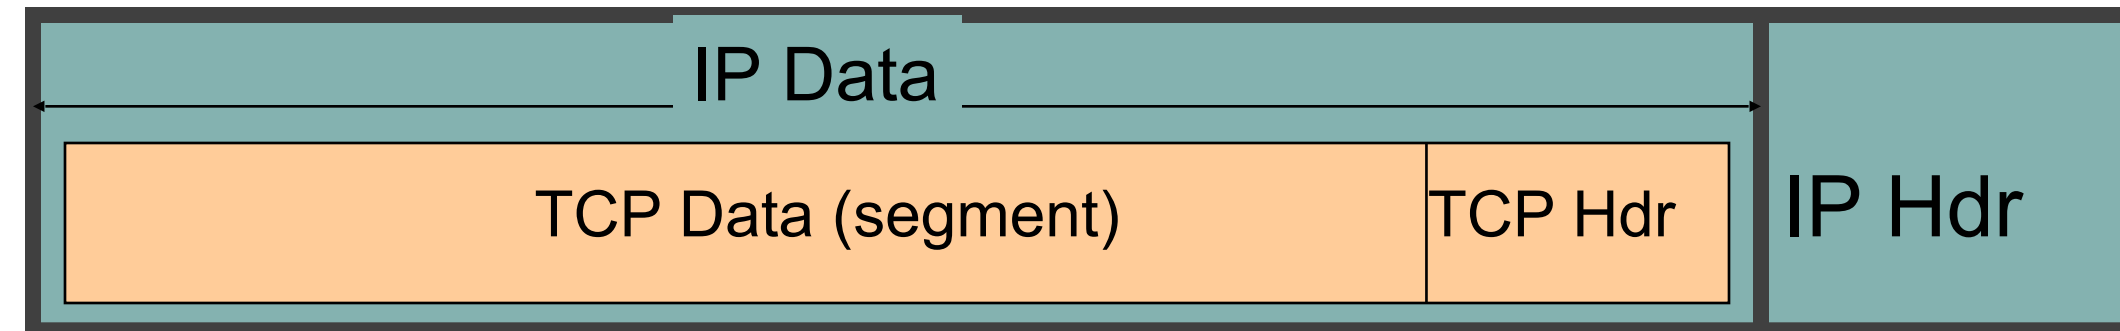 IP Data
TCP Data (segment)
TCP Hdr
IP Hdr